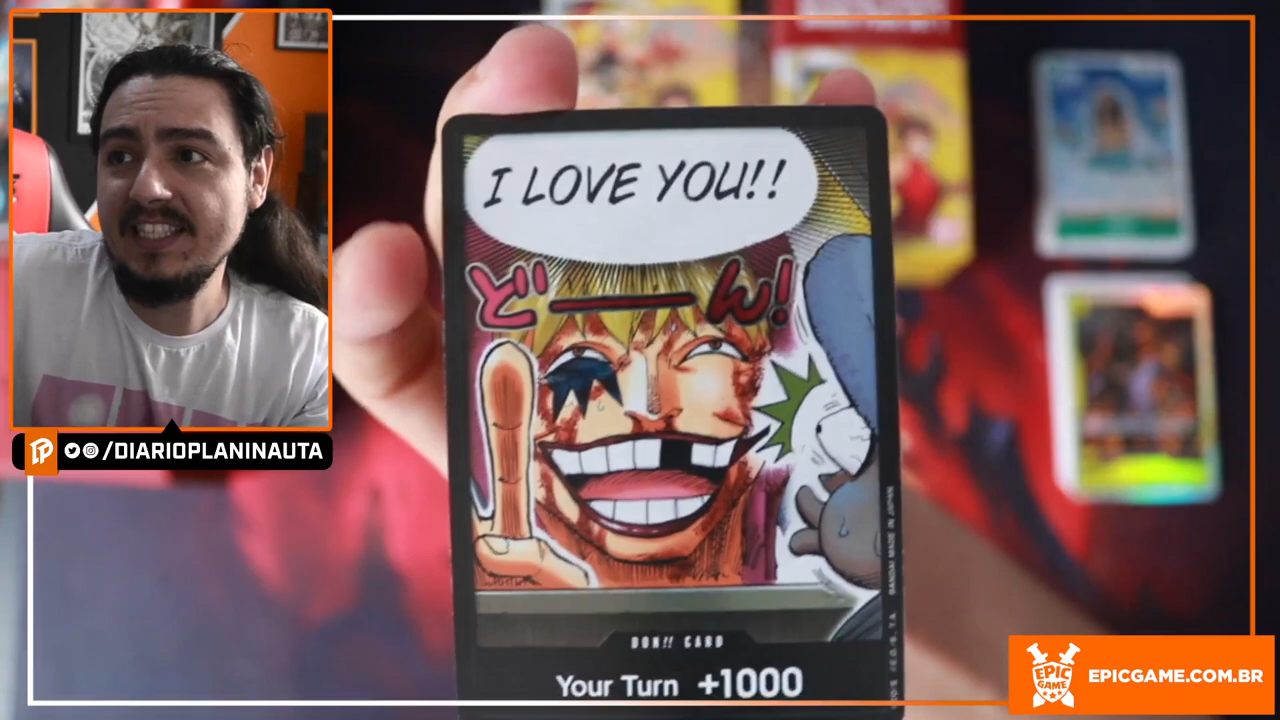 I LOVE YOU!!
どーん!
/DIARIOPLANINAUTA
DON!! CARD
Your Turn +1000
BANDAI MADE IN JAPAN
EPIC
GAME
EPICGAME.COM.BR